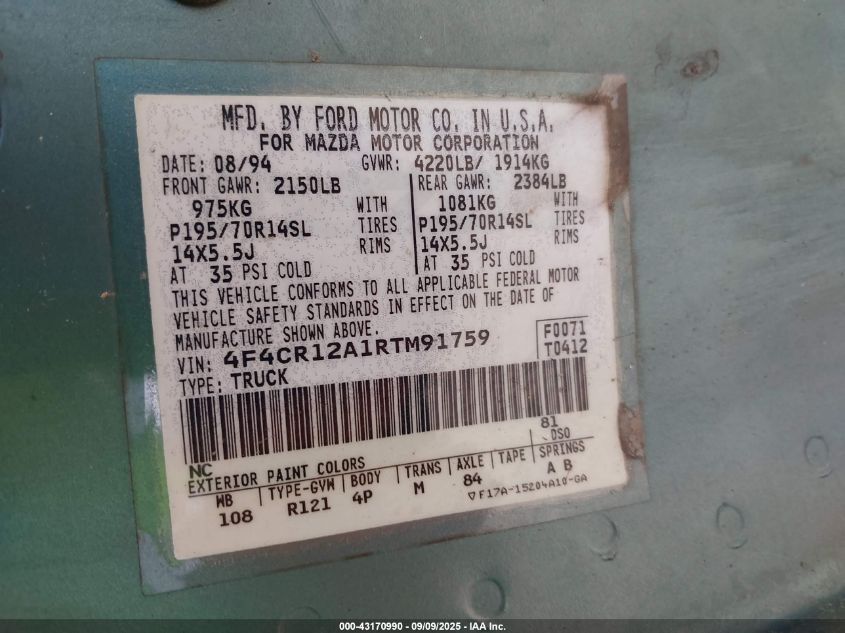 MFD. BY FORD MOTOR CO. IN U.S.A.
FOR MAZDA MOTOR CORPORATION
DATE: 08/94 GVWR: 4220LB/ 1914KG
FRONT GAWR: 2150LB REAR GAWR: 2384LB
975KG WITH 1081KG WITH
P195/70R14SL TIRES P195/70R14SL TIRES
14X5.5J RIMS 14X5.5J RIMS
AT 35 PSI COLD AT 35 PSI COLD
THIS VEHICLE CONFORMS TO ALL APPLICABLE FEDERAL MOTOR
VEHICLE SAFETY STANDARDS IN EFFECT ON THE DATE OF
MANUFACTURE SHOWN ABOVE.
VIN: 4F4CR12A1RTM91759 F0071
TYPE: TRUCK T0412
81
NC DSO
EXTERIOR PAINT COLORS
WB TYPE-GVW BODY TRANS AXLE TAPE SPRINGS
108 R121 4P M 84 A B
▽F17A-15204A10-GA
000-43170990 - 09/09/2025 - IAA Inc.